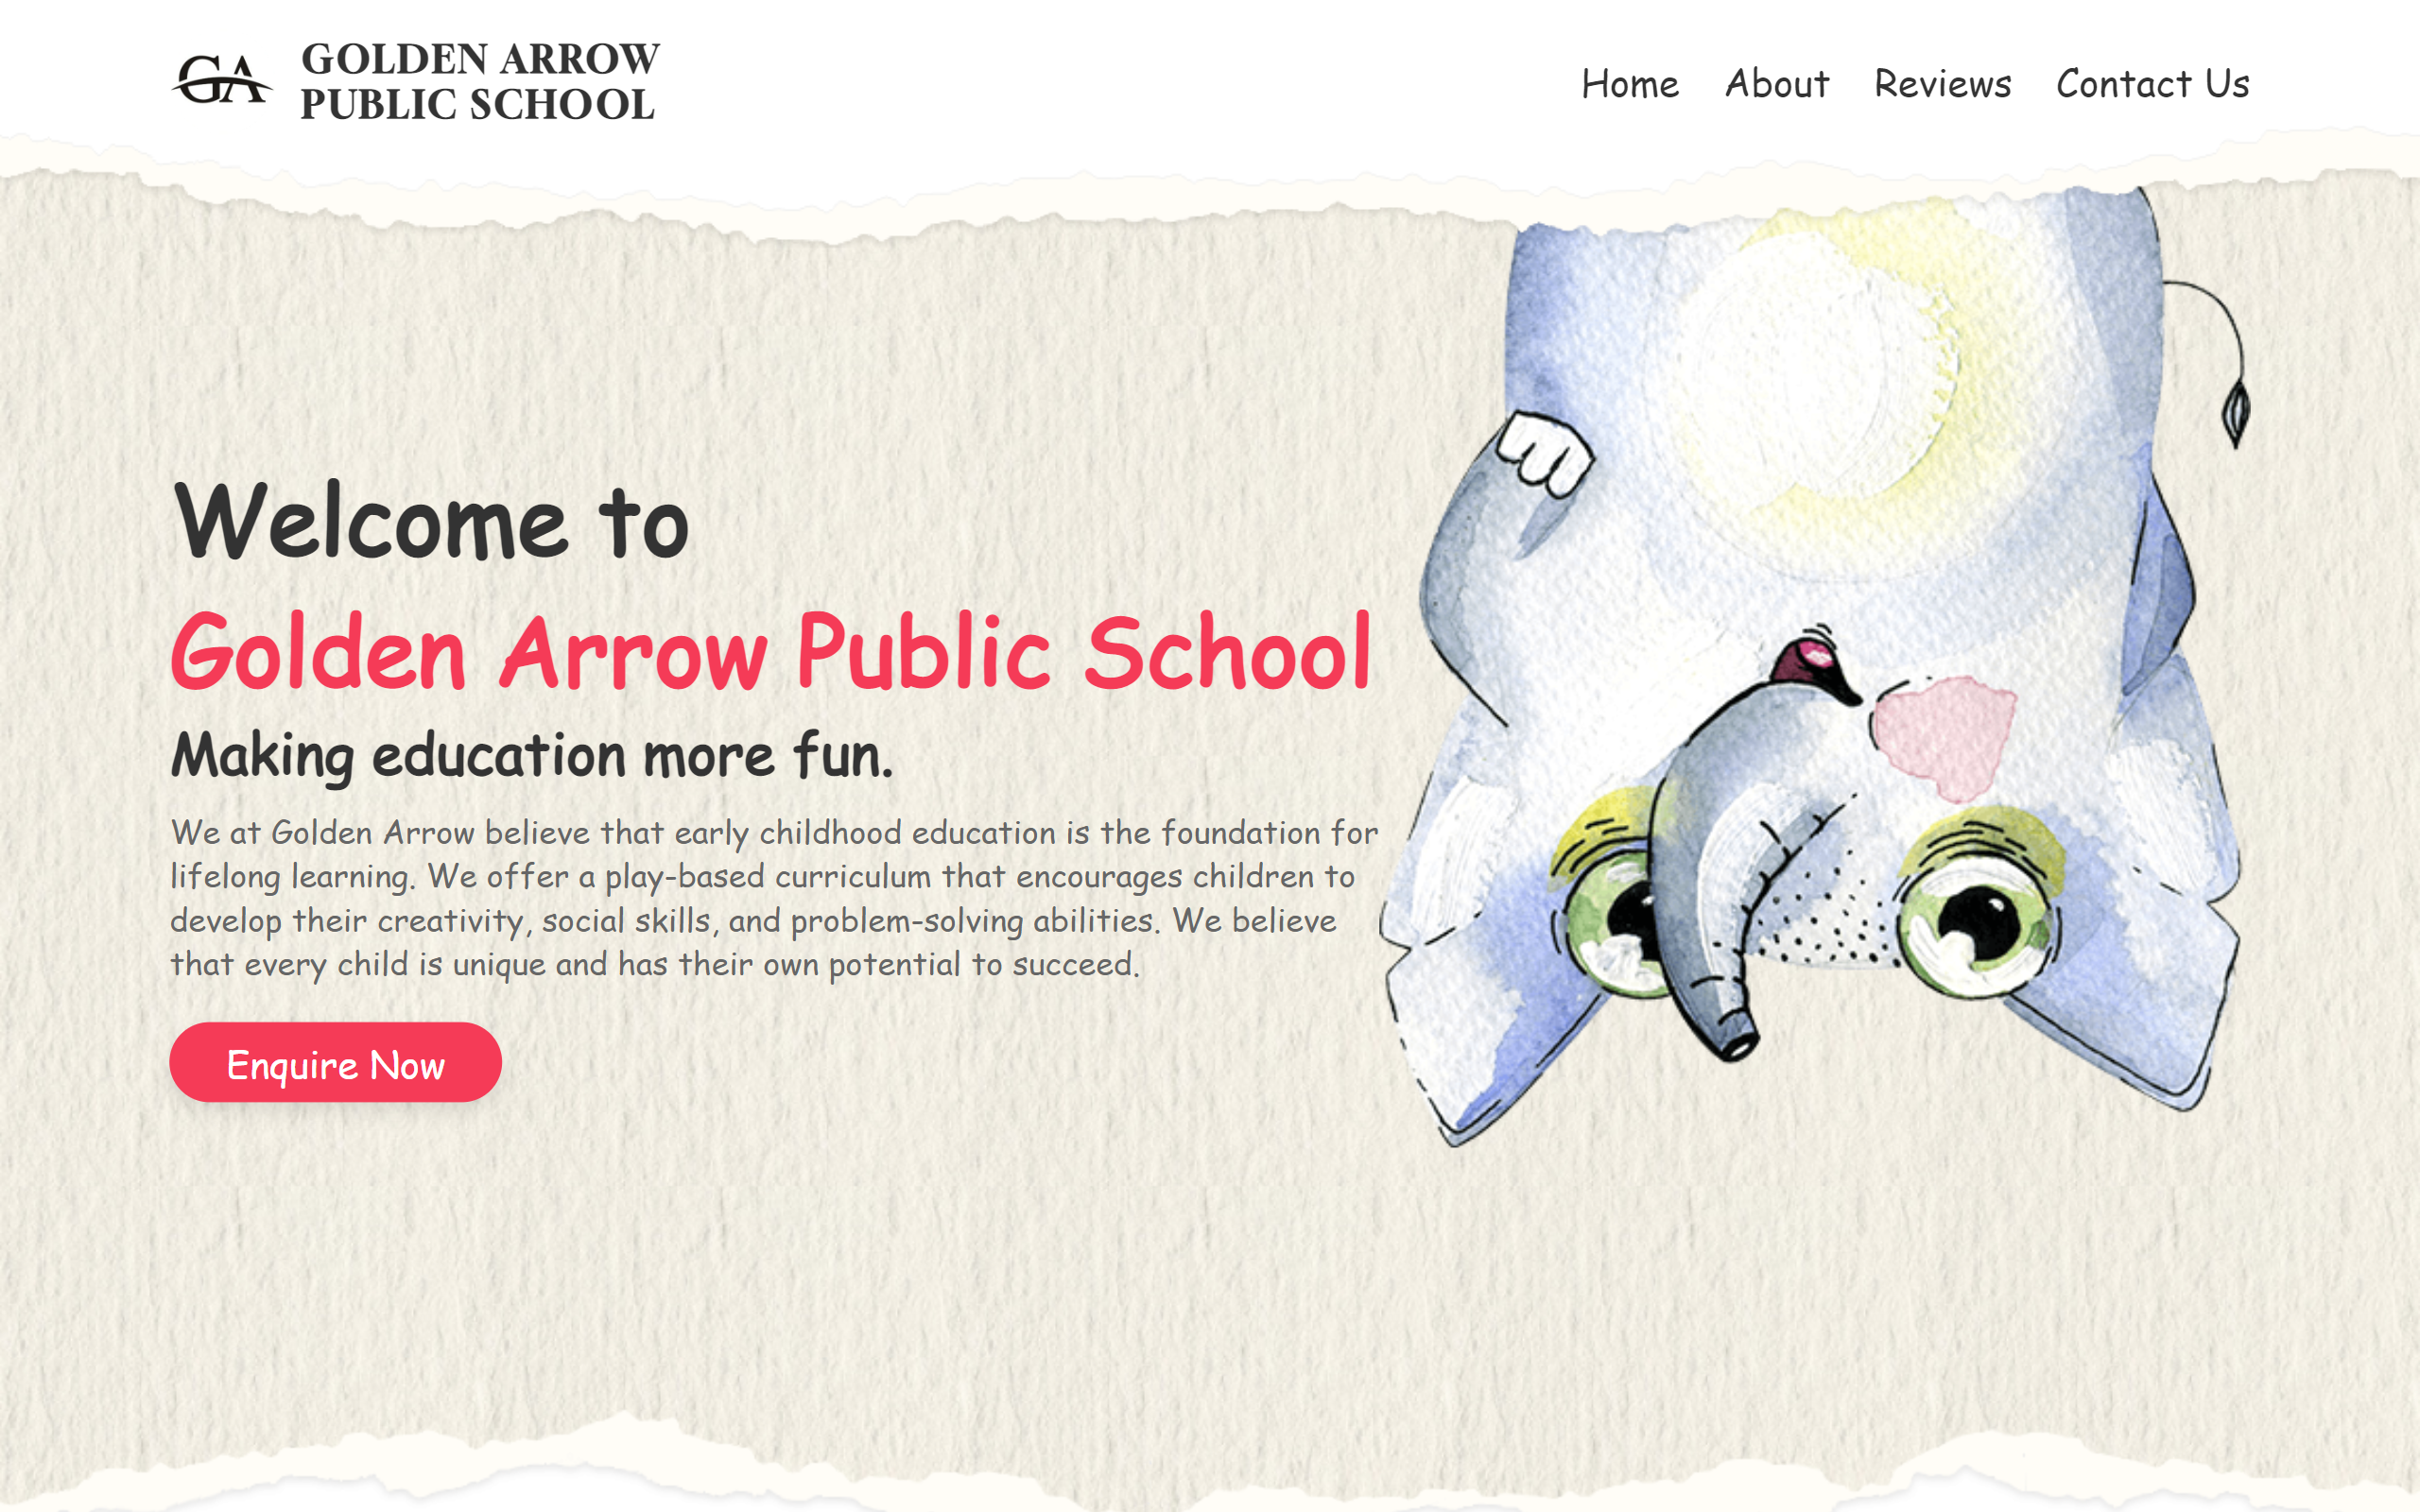 GA
GOLDEN ARROW
PUBLIC SCHOOL
Home About Reviews Contact Us
Welcome to
Golden Arrow Public School
Making education more fun.
We at Golden Arrow believe that early childhood education is the foundation for
lifelong learning. We offer a play-based curriculum that encourages children to
develop their creativity, social skills, and problem-solving abilities. We believe
that every child is unique and has their own potential to succeed.
Enquire Now